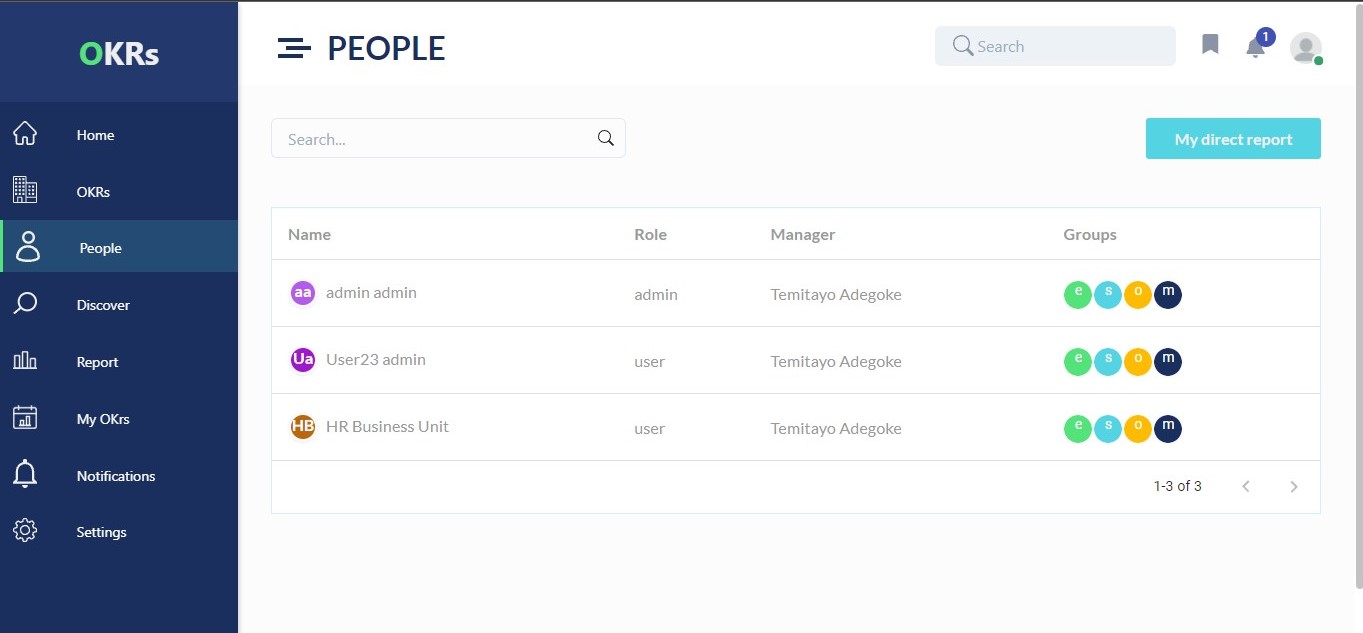 OKRs
PEOPLE
Search
1
Home
OKRs
People
Discover
Report
My OKrs
Notifications
Settings
Search...
My direct report
Name Role Manager Groups
aa admin admin admin Temitayo Adegoke e s o m
Ua User23 admin user Temitayo Adegoke e s o m
HB HR Business Unit user Temitayo Adegoke e s o m
1-3 of 3